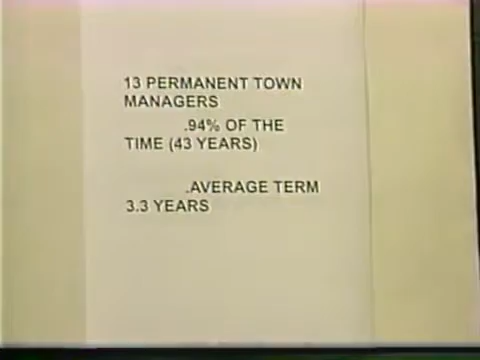 13 PERMANENT TOWN
MANAGERS
.94% OF THE
TIME (43 YEARS)
.AVERAGE TERM
3.3 YEARS